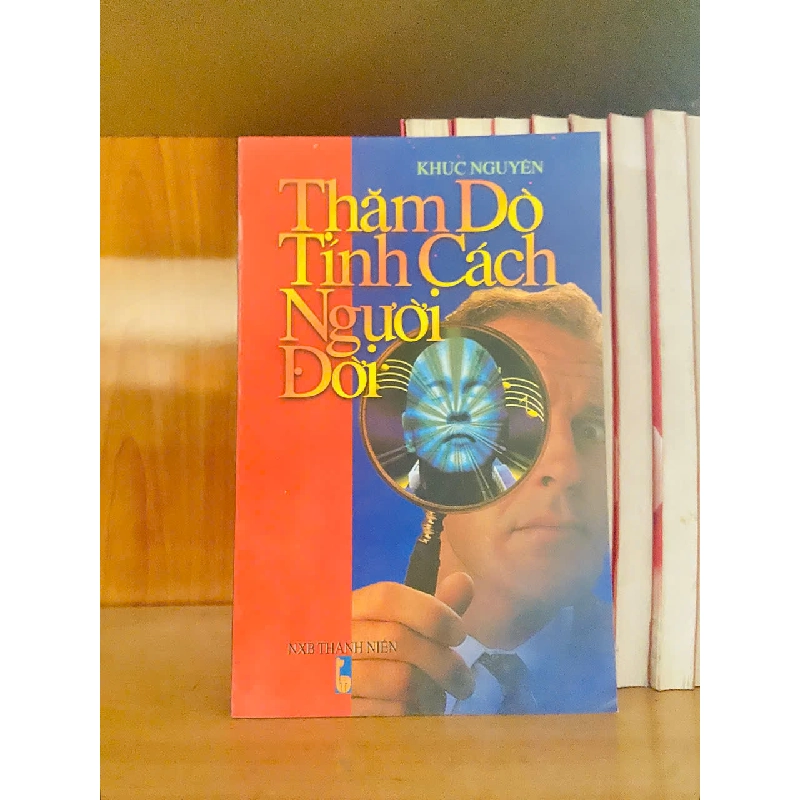 KHÚC NGUYÊN
Thăm Dò
Tính Cách
Người
Đời
NXB THANH NIÊN